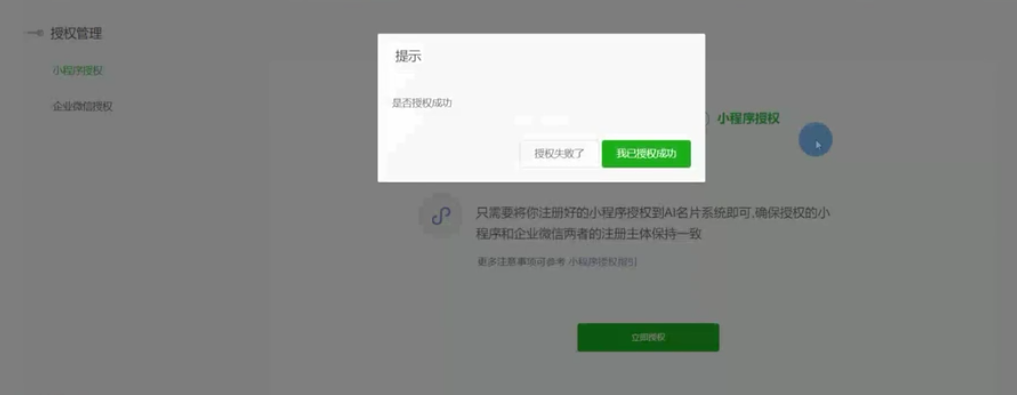 授权管理
小程序授权
企业微信授权
提示
是否授权成功
授权失败了
我已授权成功
小程序授权
只需要将你注册好的小程序授权到AI名片系统即可,确保授权的小
程序和企业微信两者的注册主体保持一致
更多注意事项可参考 小程序授权指引
立即授权